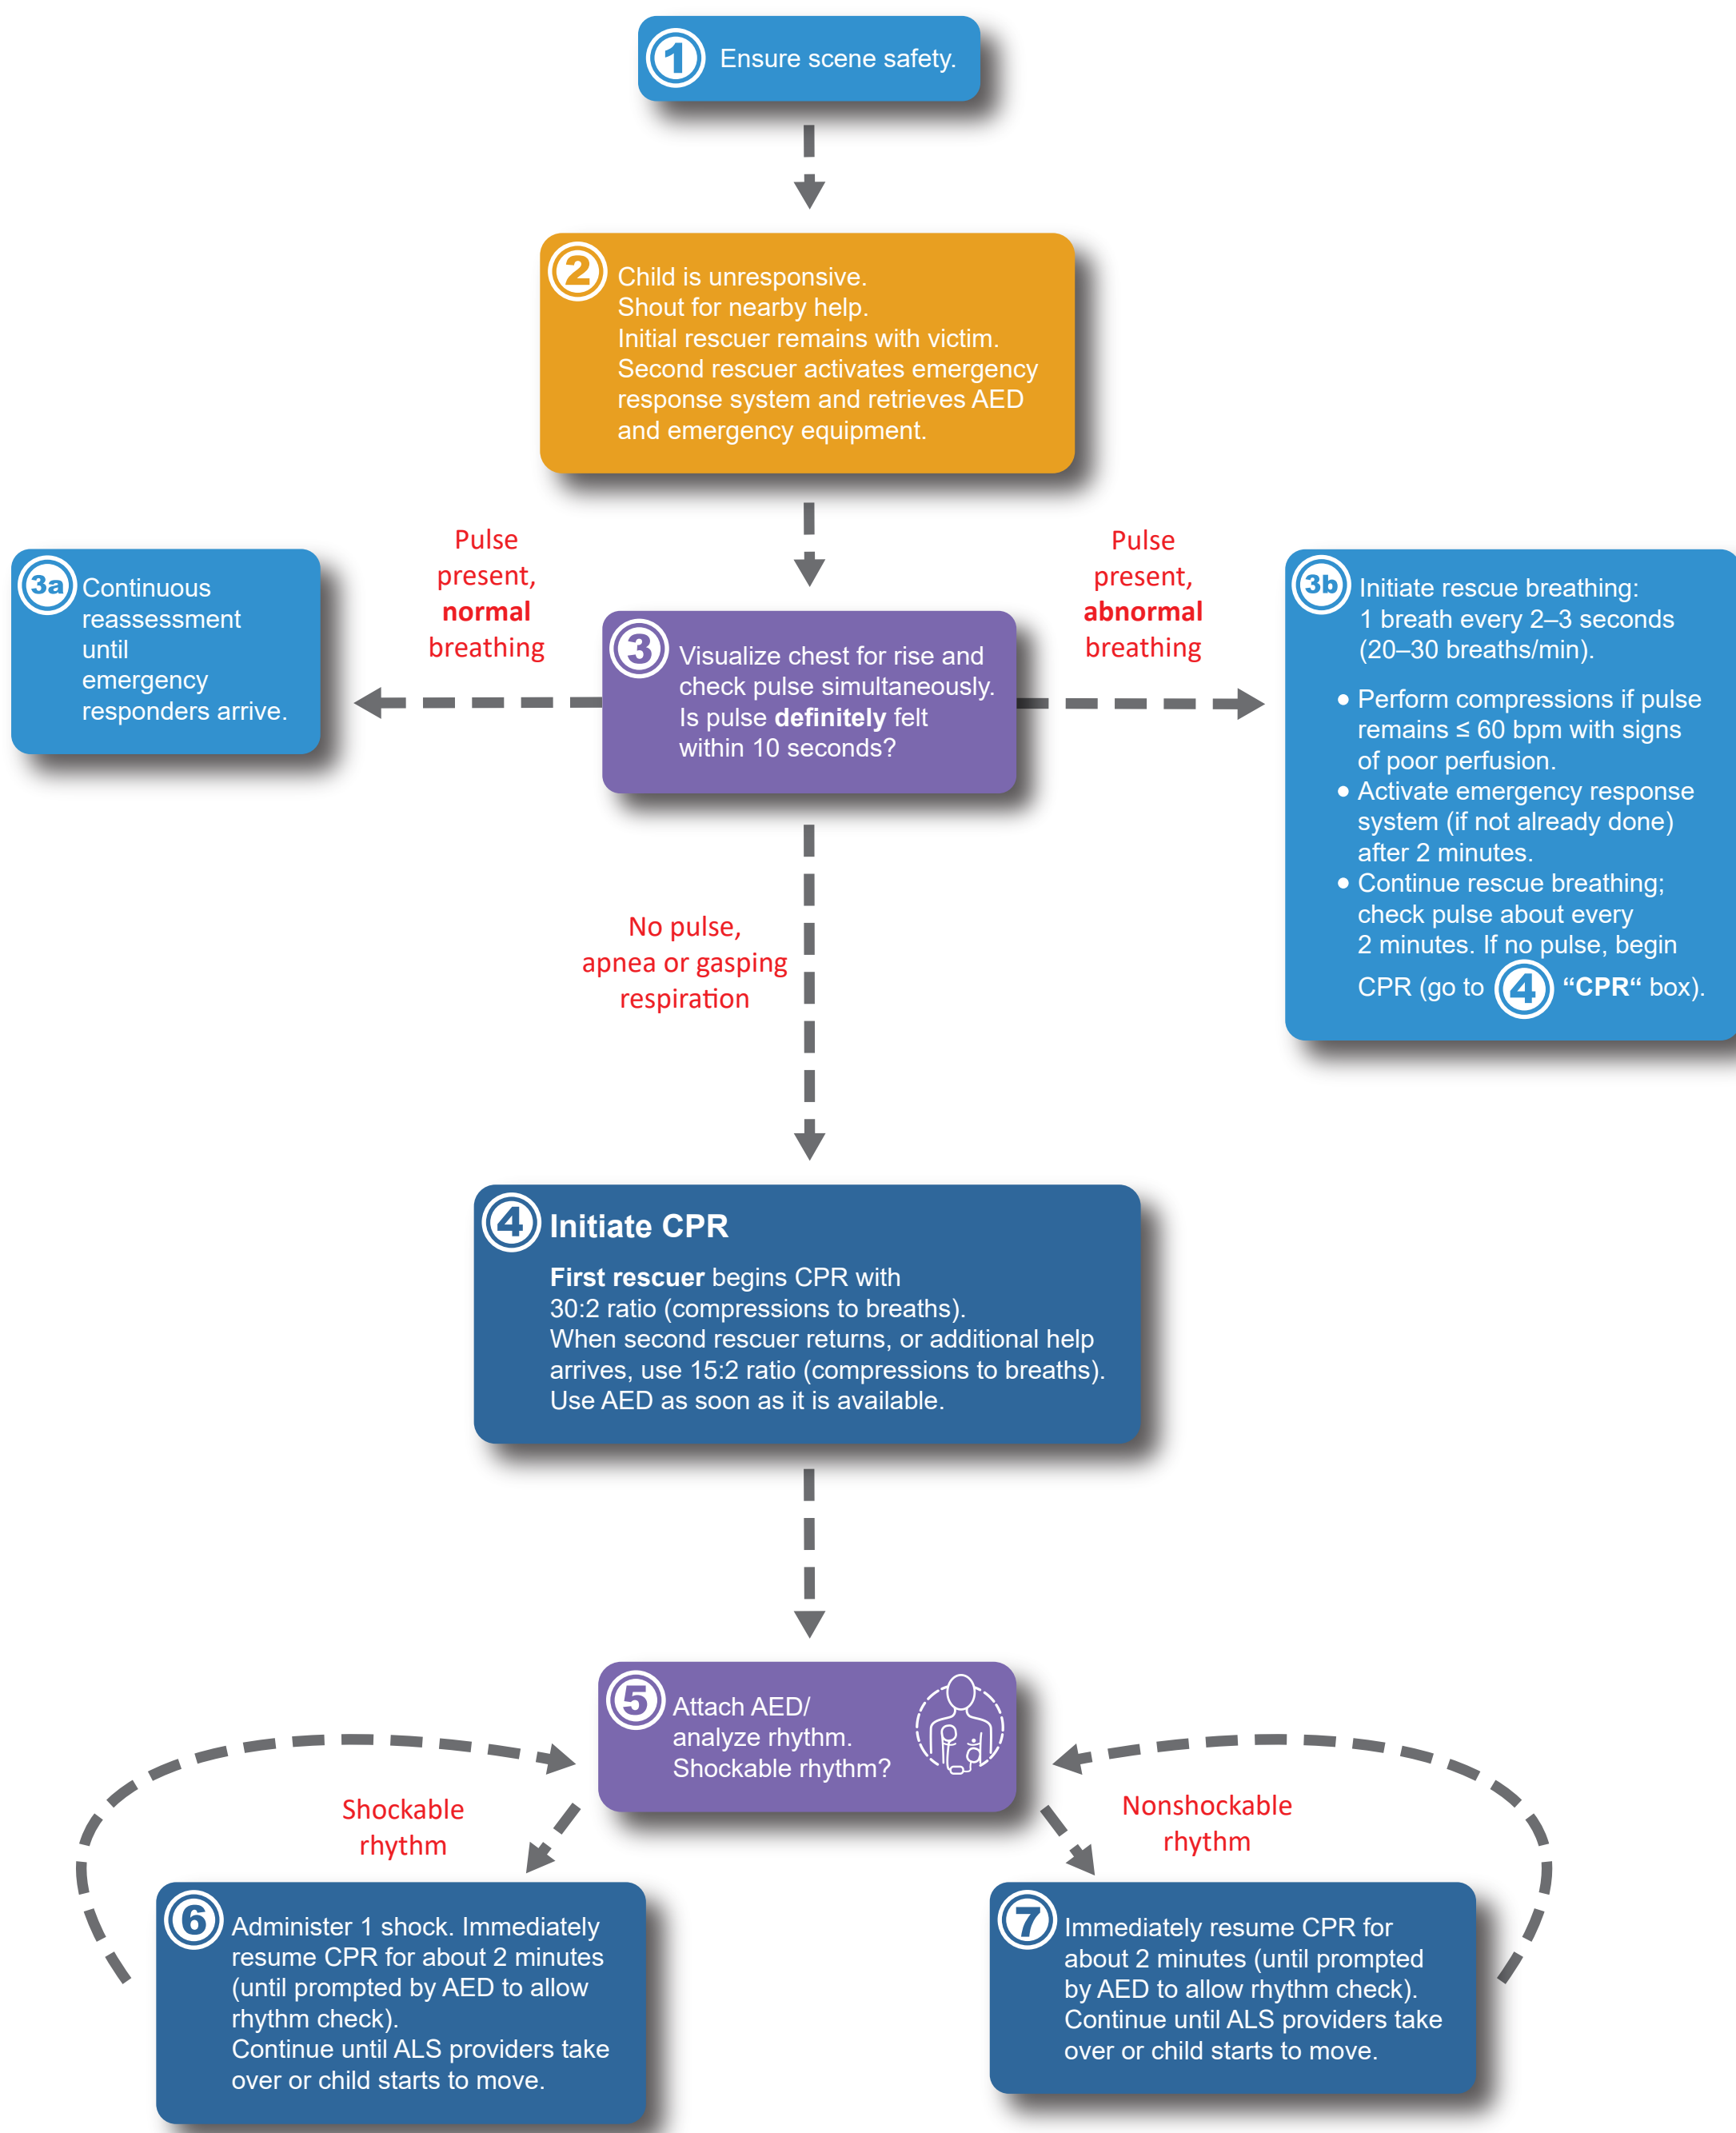 1 Ensure scene safety.
2 Child is unresponsive.
Shout for nearby help.
Initial rescuer remains with victim.
Second rescuer activates emergency
response system and retrieves AED
and emergency equipment.
Pulse
present,
normal
breathing
Pulse
present,
abnormal
breathing
3a Continuous
reassessment
until
emergency
responders arrive.
3 Visualize chest for rise and
check pulse simultaneously.
Is pulse definitely felt
within 10 seconds?
3b Initiate rescue breathing:
1 breath every 2–3 seconds
(20–30 breaths/min).
• Perform compressions if pulse
remains ≤ 60 bpm with signs
of poor perfusion.
• Activate emergency response
system (if not already done)
after 2 minutes.
• Continue rescue breathing;
check pulse about every
2 minutes. If no pulse, begin
CPR (go to 4 “CPR“ box).
No pulse,
apnea or gasping
respiration
4 Initiate CPR
First rescuer begins CPR with
30:2 ratio (compressions to breaths).
When second rescuer returns, or additional help
arrives, use 15:2 ratio (compressions to breaths).
Use AED as soon as it is available.
5 Attach AED/
analyze rhythm.
Shockable rhythm?
Shockable
rhythm
Nonshockable
rhythm
6 Administer 1 shock. Immediately
resume CPR for about 2 minutes
(until prompted by AED to allow
rhythm check).
Continue until ALS providers take
over or child starts to move.
7 Immediately resume CPR for
about 2 minutes (until prompted
by AED to allow rhythm check).
Continue until ALS providers take
over or child starts to move.